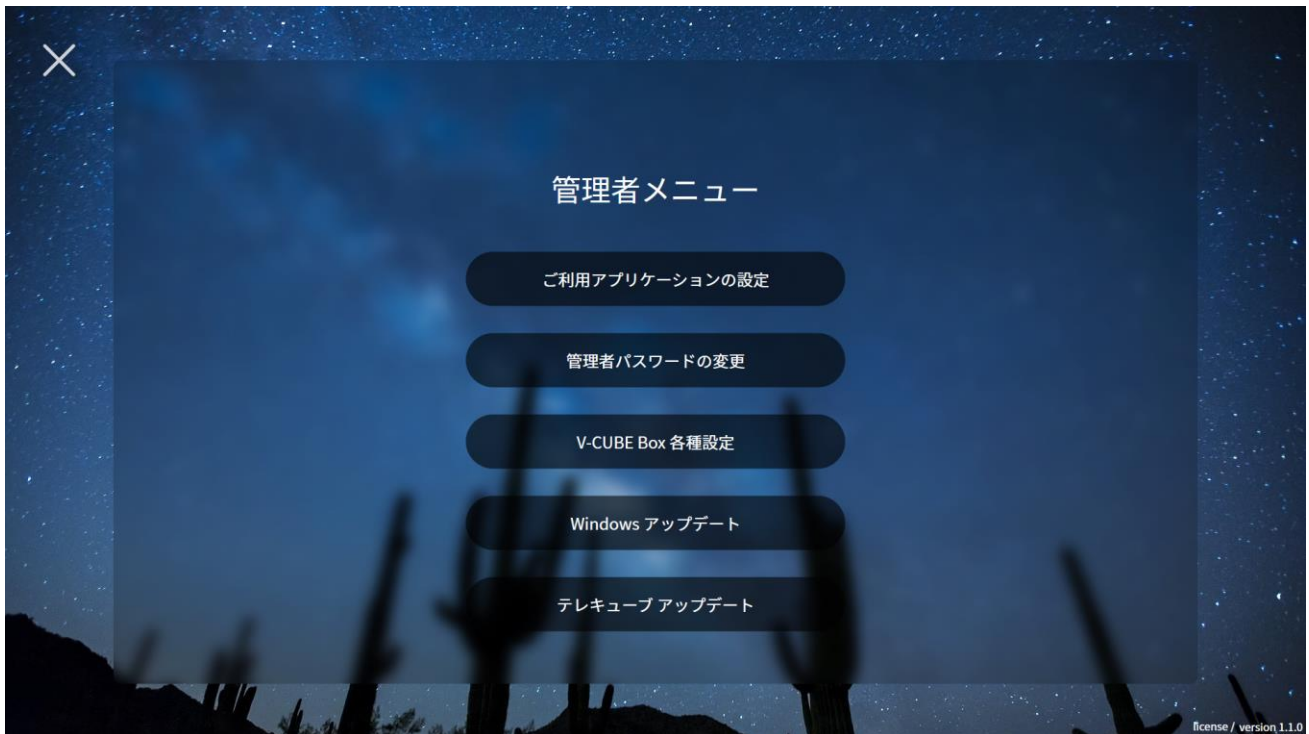 管理者メニュー
ご利用アプリケーションの設定
管理者パスワードの変更
V-CUBE Box 各種設定
Windows アップデート
テレキューブ アップデート
license / version 1.1.0